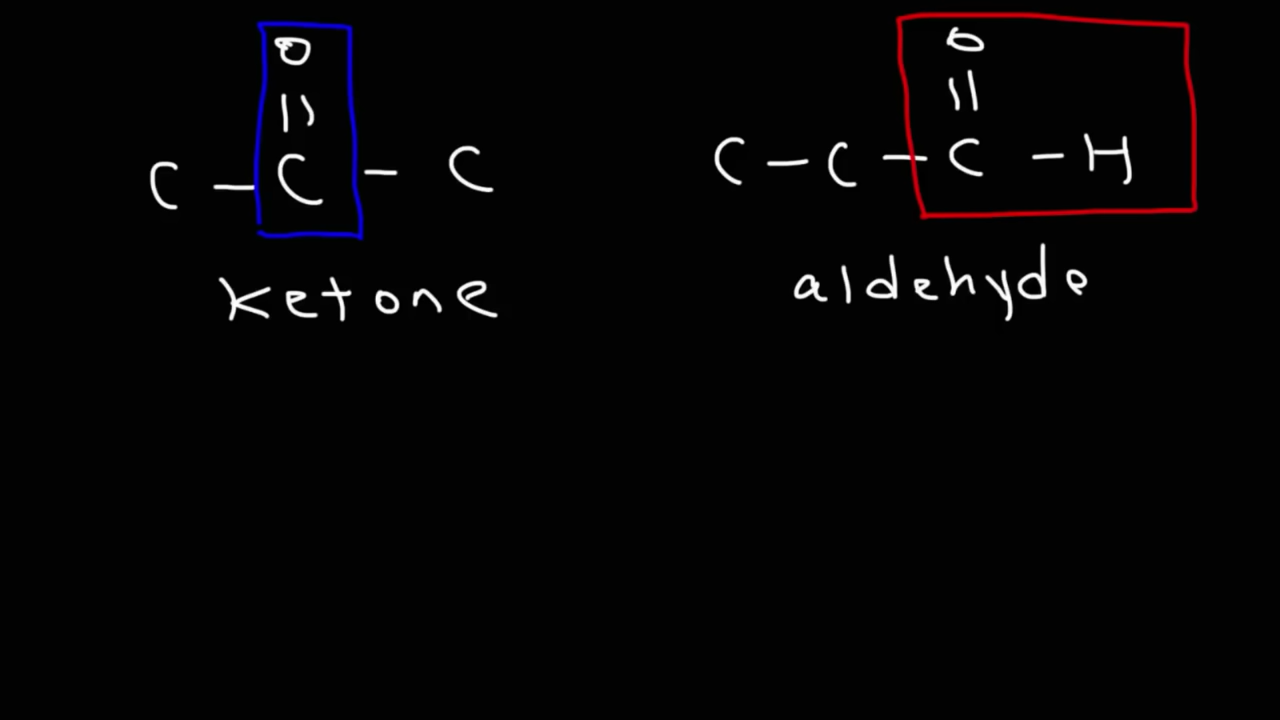 O O
|| ||
C - C - C C - C - C - H
ketone aldehyde